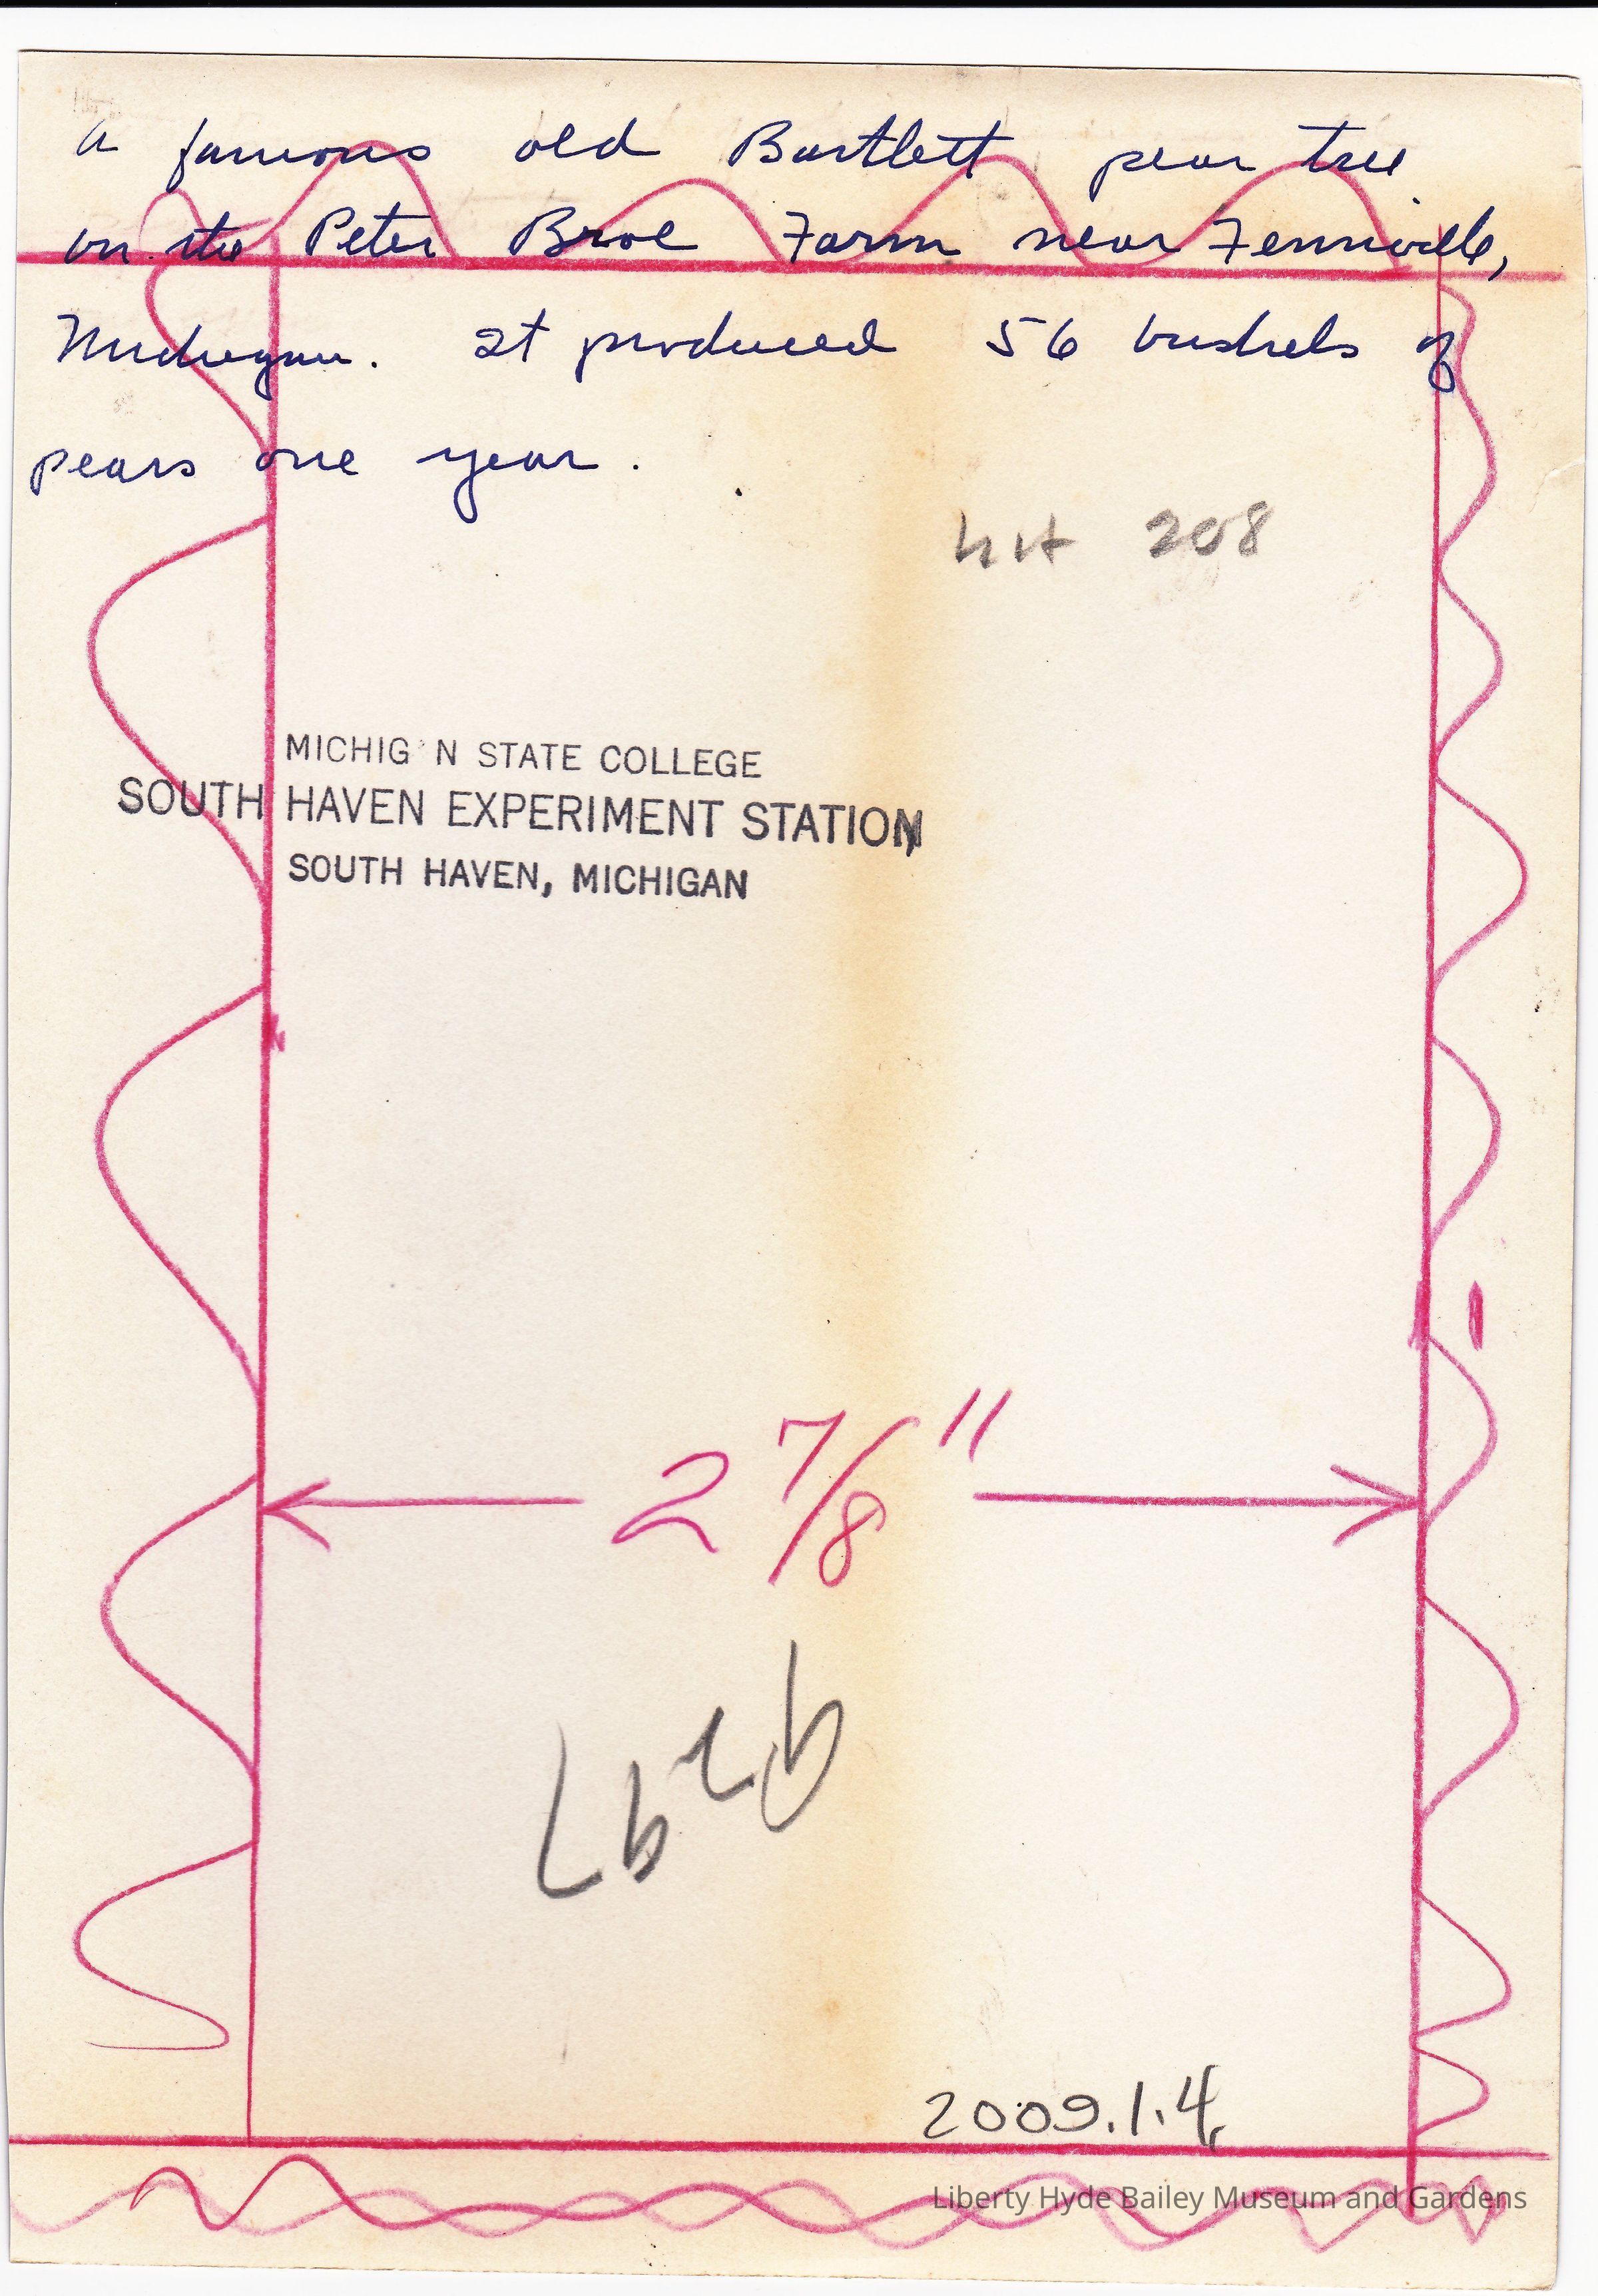 A famous old Bartlett pear tree
on the Peter Broe Farm near Fennville,
Michigan. It produced 56 bushels of
pears one year.
208
MICHIG N STATE COLLEGE
SOUTH HAVEN EXPERIMENT STATION
SOUTH HAVEN, MICHIGAN
2 7/8"
2009.1.4
Liberty Hyde Bailey Museum and Gardens